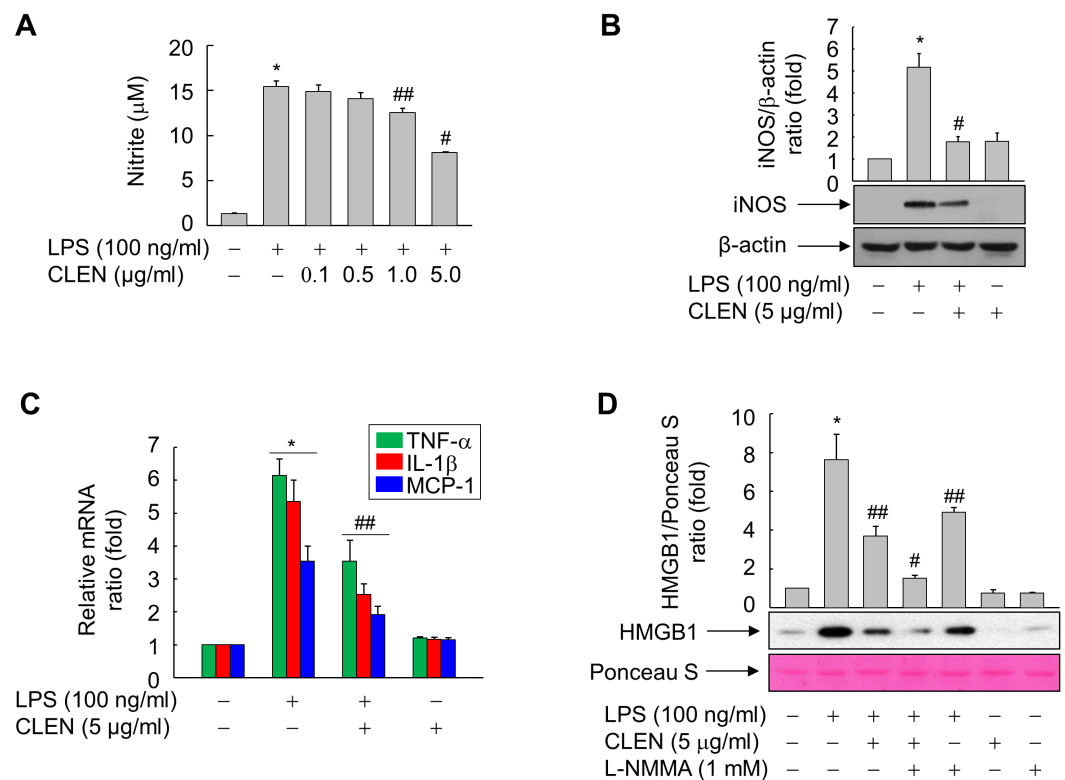 A
20
15
10
5
0
Nitrite (μM)
*
##
#
LPS (100 ng/ml) – + + + + +
CLEN (μg/ml) – – 0.1 0.5 1.0 5.0
B
7
6
5
4
3
2
1
0
iNOS/β-actin
ratio (fold)
*
#
iNOS
β-actin
LPS (100 ng/ml) – + + –
CLEN (5 μg/ml) – – + +
C
7
6
5
4
3
2
1
0
Relative mRNA
ratio (fold)
*
##
TNF-α
IL-1β
MCP-1
LPS (100 ng/ml) – + + –
CLEN (5 μg/ml) – – + +
D
10
8
6
4
2
0
HMGB1/Ponceau S
ratio (fold)
*
##
#
##
HMGB1
Ponceau S
LPS (100 ng/ml) – + + + + – –
CLEN (5 μg/ml) – – + + – + –
L-NMMA (1 mM) – – – + + – +